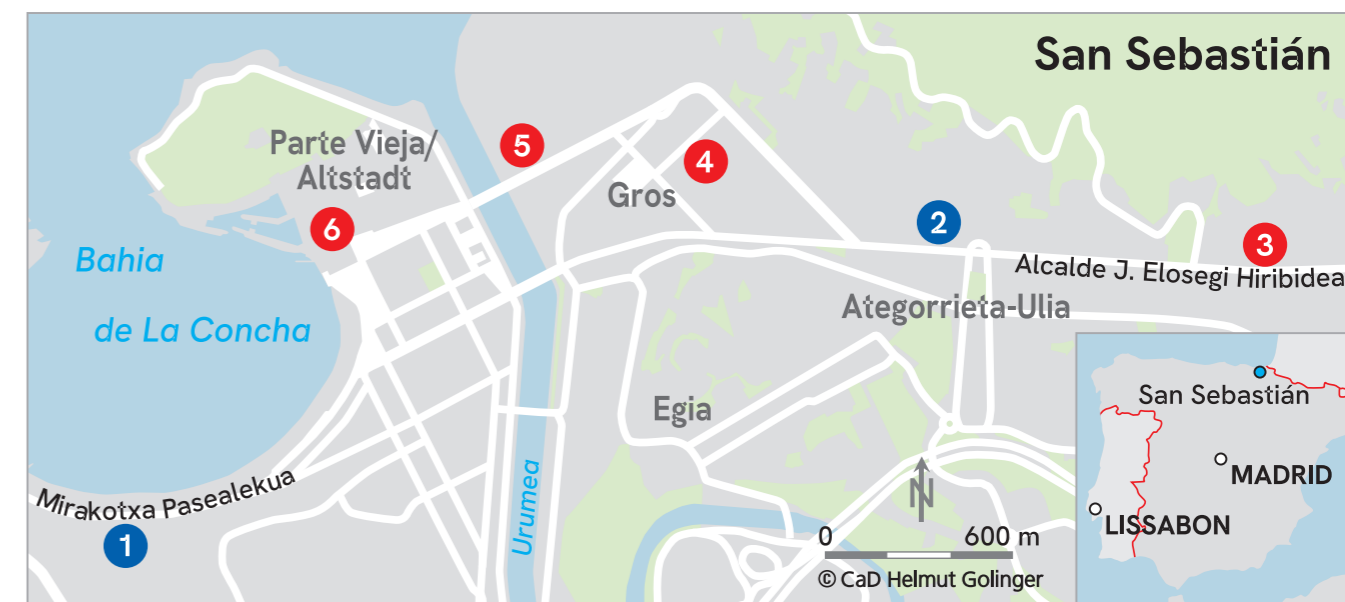 San Sebastián
Parte Vieja/
Altstadt
5
4
Gros
6
2
3
Bahia
de La Concha
Alcalde J. Elosegi Hiribidea
Ategorrieta-Ulia
Egia
Mirakotxa Pasealekua
1
Urumea
N
0 600 m
© CaD Helmut Golinger
San Sebastián
MADRID
LISSABON